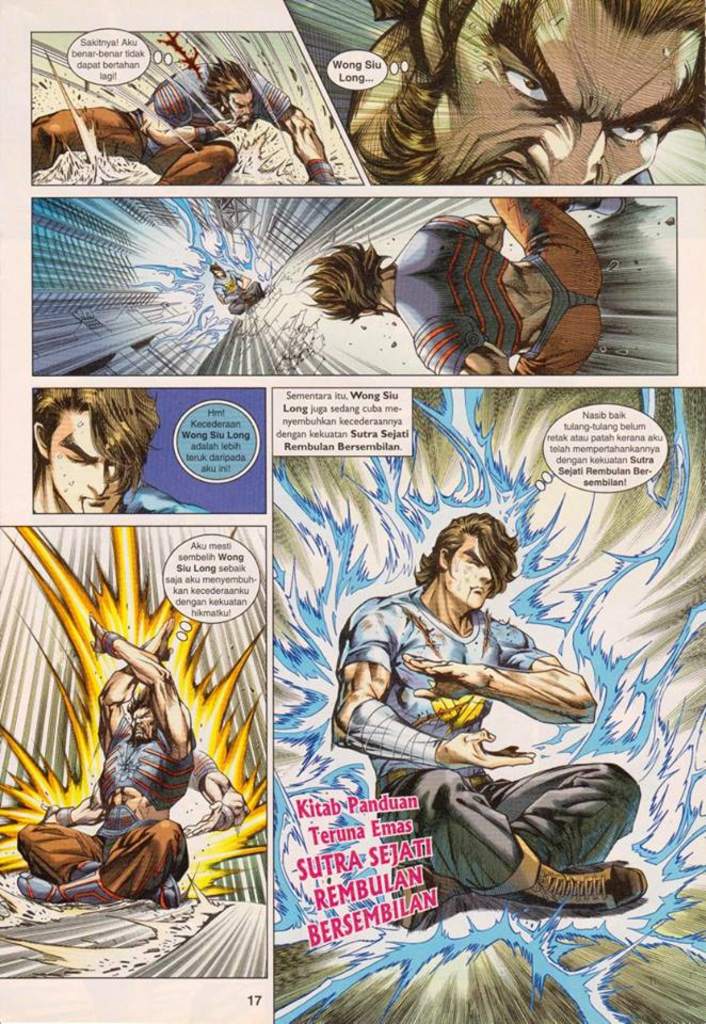 Sakitnya! Aku
benar-benar tidak
dapat bertahan
lagi!
Wong Siu
Long...
Hm!
Kecederaan
Wong Siu Long
adalah lebih
teruk daripada
aku ini!
Sementara itu, Wong Siu
Long juga sedang cuba me-
nyembuhkan kecederaannya
dengan kekuatan Sutra Sejati
Rembulan Bersembilan.
Nasib baik
tulang-tulang belum
retak atau patah kerana aku
telah mempertahankannya
dengan kekuatan Sutra
Sejati Rembulan Ber-
sembilan!
Aku mesti
sembelih Wong
Siu Long sebaik
saja aku menyembuh-
kan kecederaanku
dengan kekuatan
hikmatku!
Kitab Panduan
Teruna Emas
SUTRA SEJATI
REMBULAN
BERSEMBILAN
17